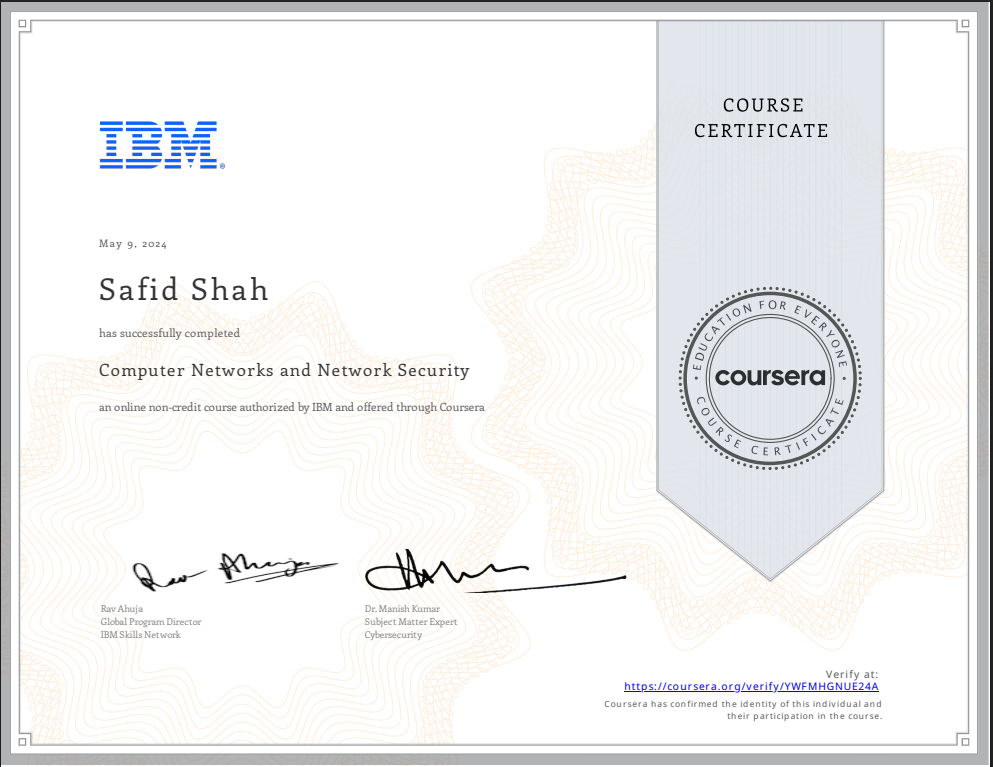 COURSE
CERTIFICATE
IBM®
May 9, 2024
Safid Shah
has successfully completed
Computer Networks and Network Security
an online non-credit course authorized by IBM and offered through Coursera
EDUCATION FOR EVERYONE
coursera
COURSE CERTIFICATE
Rav Ahuja
Rav Ahuja
Global Program Director
IBM Skills Network
Dr. Manish Kumar
Subject Matter Expert
Cybersecurity
Verify at:
https://coursera.org/verify/YWFMHGNUE24A
Coursera has confirmed the identity of this individual and
their participation in the course.